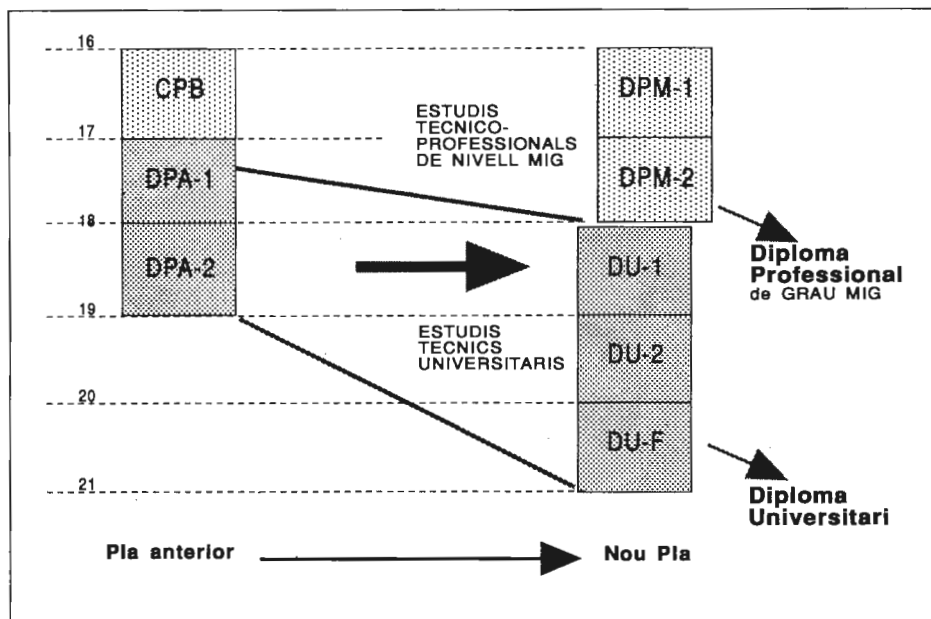 16
CPB
DPM-1
ESTUDIS
TECNICO-
PROFESSIONALS
DE NIVELL MIG
17
DPA-1
DPM-2
18
DPA-2
DU-1
Diploma
Professional
de GRAU MIG
19
ESTUDIS
TECNICS
UNIVERSITARIS
DU-2
20
DU-F
21
Diploma
Universitari
Pla anterior
Nou Pla